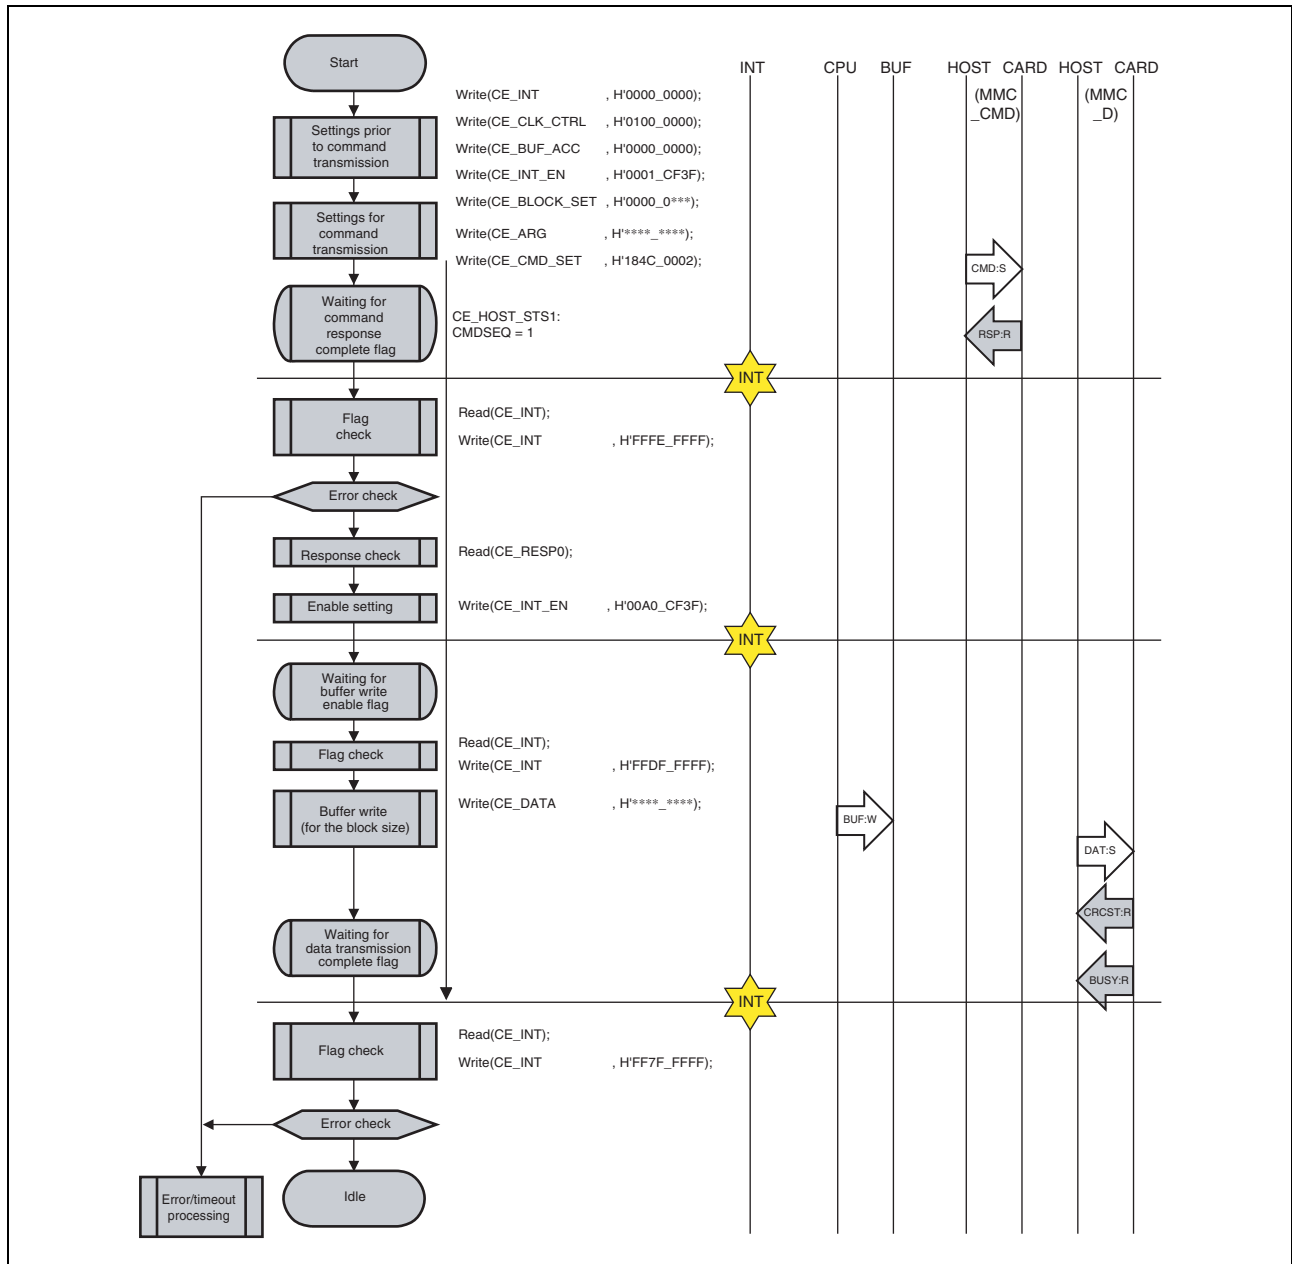 Start
INT CPU BUF HOST CARD HOST CARD
(MMC
_CMD)
(MMC
_D)
Write(CE_INT , H'0000_0000);
Settings prior
to command
transmission
Write(CE_CLK_CTRL , H'0100_0000);
Write(CE_BUF_ACC , H'0000_0000);
Write(CE_INT_EN , H'0001_CF3F);
Write(CE_BLOCK_SET , H'0000_0***);
Settings for
command
transmission
Write(CE_ARG , H'****_****);
Write(CE_CMD_SET , H'184C_0002);
CMD:S
Waiting for
command
response
complete flag
CE_HOST_STS1:
CMDSEQ = 1
RSP:R
INT
Flag
check
Read(CE_INT);
Write(CE_INT , H'FFFE_FFFF);
Error check
Response check
Read(CE_RESP0);
Enable setting
Write(CE_INT_EN , H'00A0_CF3F);
INT
Waiting for
buffer write
enable flag
Flag check
Read(CE_INT);
Write(CE_INT , H'FFDF_FFFF);
Buffer write
(for the block size)
Write(CE_DATA , H'****_****);
BUF:W
DAT:S
CRCST:R
Waiting for
data transmission
complete flag
BUSY:R
INT
Flag check
Read(CE_INT);
Write(CE_INT , H'FF7F_FFFF);
Error check
Error/timeout
processing
Idle